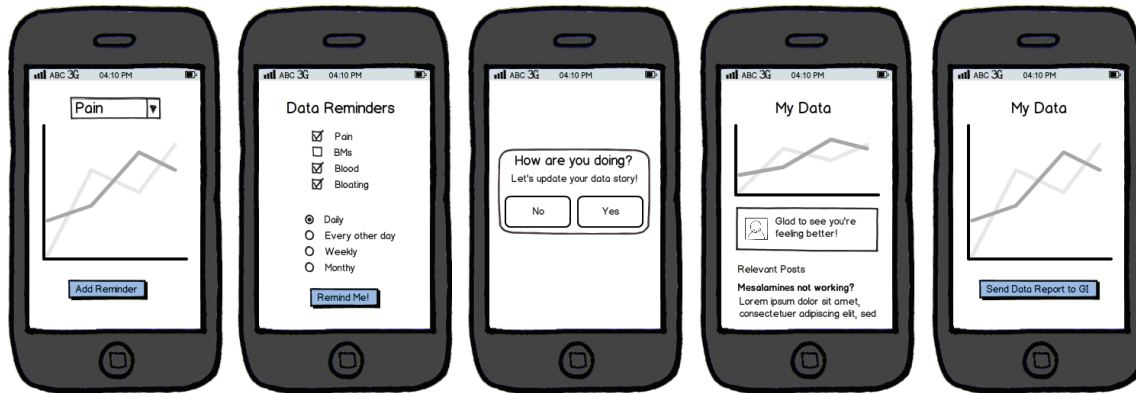 ABC 3G 04:10 PM
Pain
Add Reminder
ABC 3G 04:10 PM
Data Reminders
Pain
BMs
Blood
Bloating
Daily
Every other day
Weekly
Monthy
Remind Me!
ABC 3G 04:10 PM
How are you doing?
Let's update your data story!
No Yes
ABC 3G 04:10 PM
My Data
Glad to see you're
feeling better!
Relevant Posts
Mesalamines not working?
Lorem ipsum dolor sit amet,
consectetuer adipiscing elit, sed
ABC 3G 04:10 PM
My Data
Send Data Report to GI